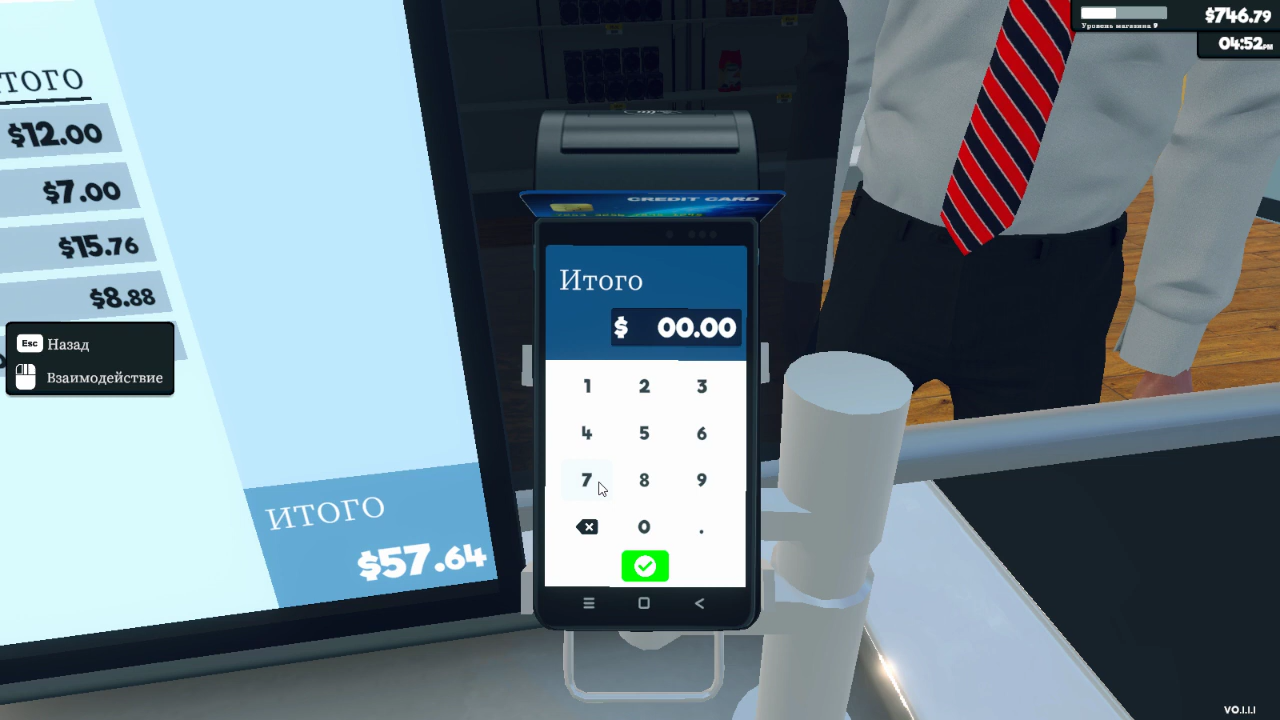 ИТОГО
$12.00
$7.00
$15.76
$8.88
Esc Назад
Взаимодействие
ИТОГО
$57.64
CREDIT CARD
Итого
$ 00.00
1 2 3
4 5 6
7 8 9
0 .
Уровень магазина 9
$746.79
04:52PM
V0.1.1.1